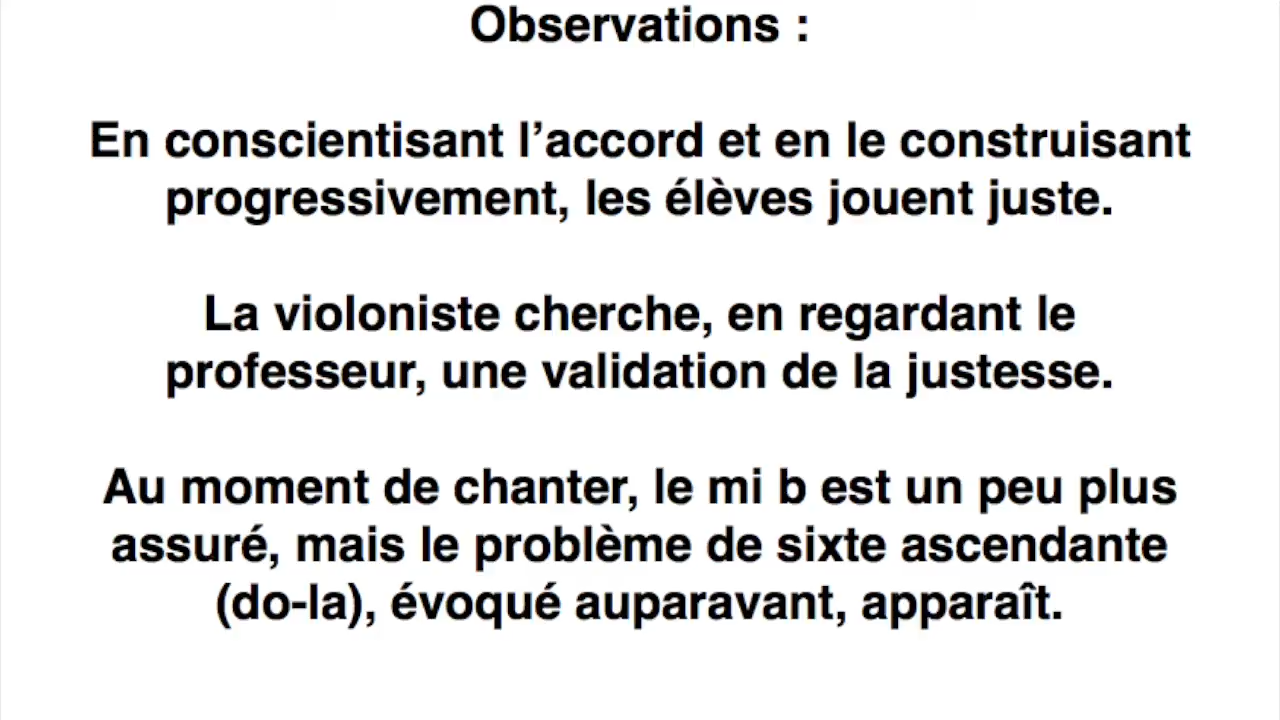 Observations :
En conscientisant l’accord et en le construisant
progressivement, les élèves jouent juste.
La violoniste cherche, en regardant le
professeur, une validation de la justesse.
Au moment de chanter, le mi b est un peu plus
assuré, mais le problème de sixte ascendante
(do-la), évoqué auparavant, apparaît.